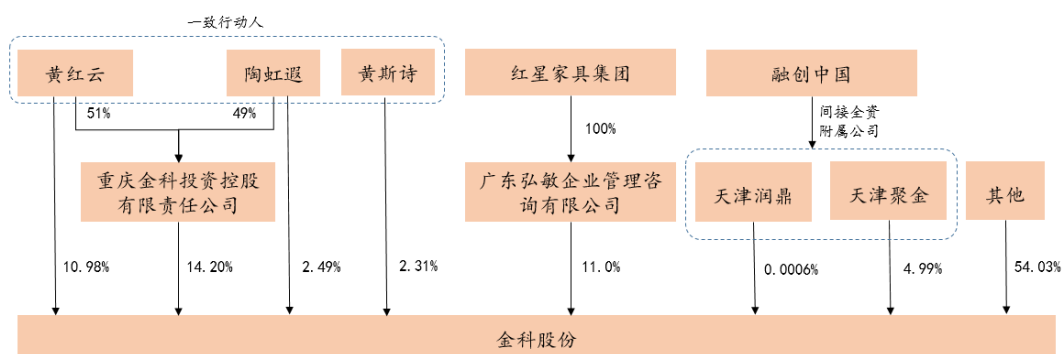 一致行动人
黄红云
陶虹遐
黄斯诗
红星家具集团
融创中国
51%
49%
100%
间接全资
附属公司
重庆金科投资控股
有限责任公司
广东弘敏企业管理咨
询有限公司
天津润鼎
天津聚金
其他
10.98%
14.20%
2.49%
2.31%
11.0%
0.0006%
4.99%
54.03%
金科股份